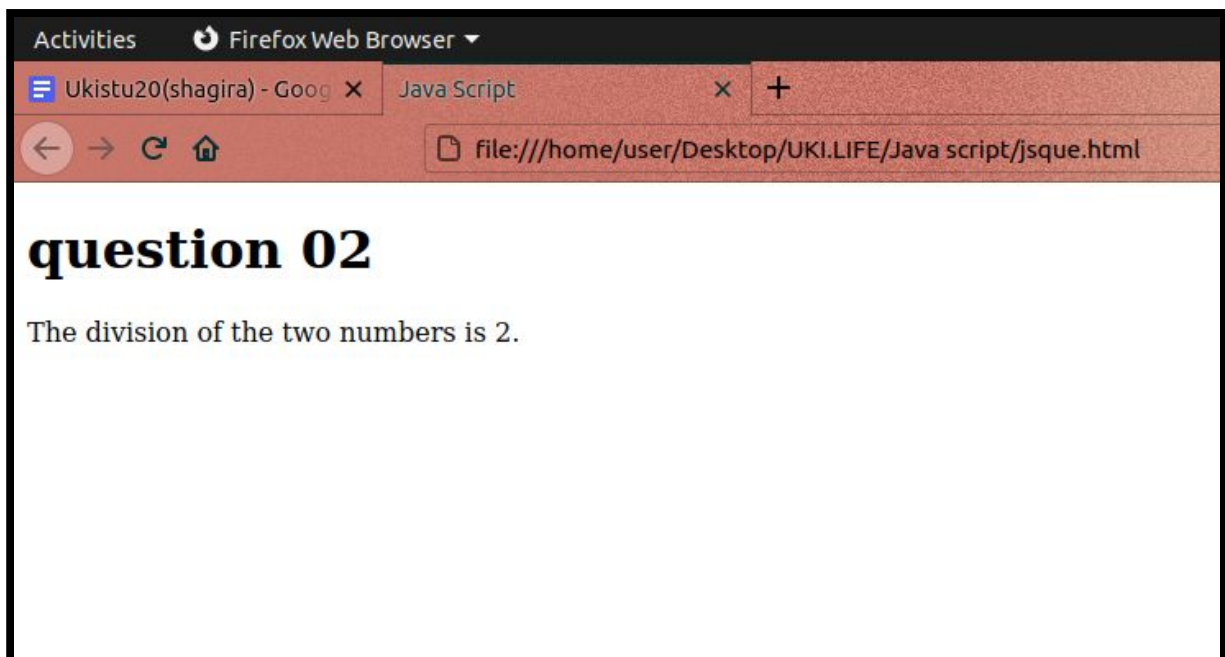 Activities Firefox Web Browser
Ukistu20(shagira) - Goog Java Script
file:///home/user/Desktop/UKI.LIFE/Java script/jsque.html
question 02
The division of the two numbers is 2.